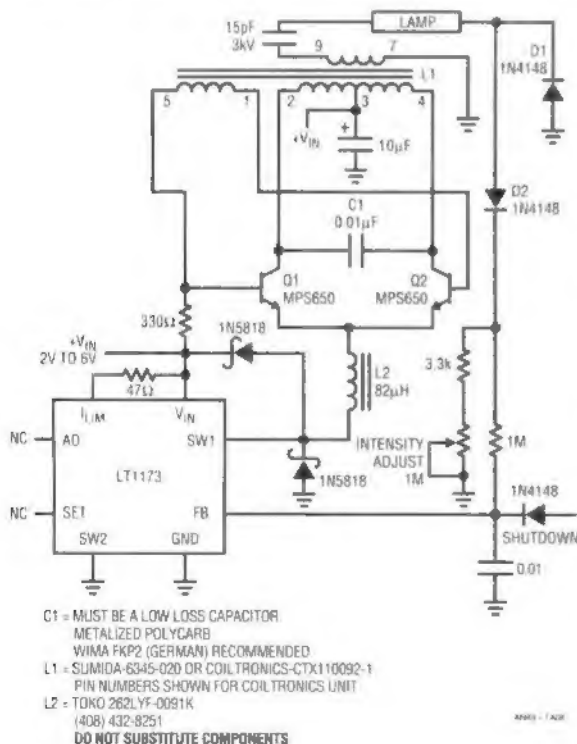 15pF
3kV
LAMP
9
7
D1
1N4148
L1
5
1
2
3
4
+VIN
+
10µF
D2
1N4148
C1
0.01µF
Q1
MPS650
Q2
MPS650
330Ω
1N5818
+VIN
2V TO 6V
47Ω
L2
82µH
3.3k
ILIM
VIN
NC
AO
SW1
LT1173
INTENSITY
ADJUST
1M
1M
1N5818
1N4148
NC
SET
FB
SHUTDOWN
SW2
GND
0.01
C1 = MUST BE A LOW LOSS CAPACITOR
METALIZED POLYCARB
WIMA FKP2 (GERMAN) RECOMMENDED
L1 = SUMIDA-6345-020 OR COILTRONICS-CTX110092-1
PIN NUMBERS SHOWN FOR COILTRONICS UNIT
L2 = TOKO 262LYF-0091K
(408) 432-8251
DO NOT SUBSTITUTE COMPONENTS